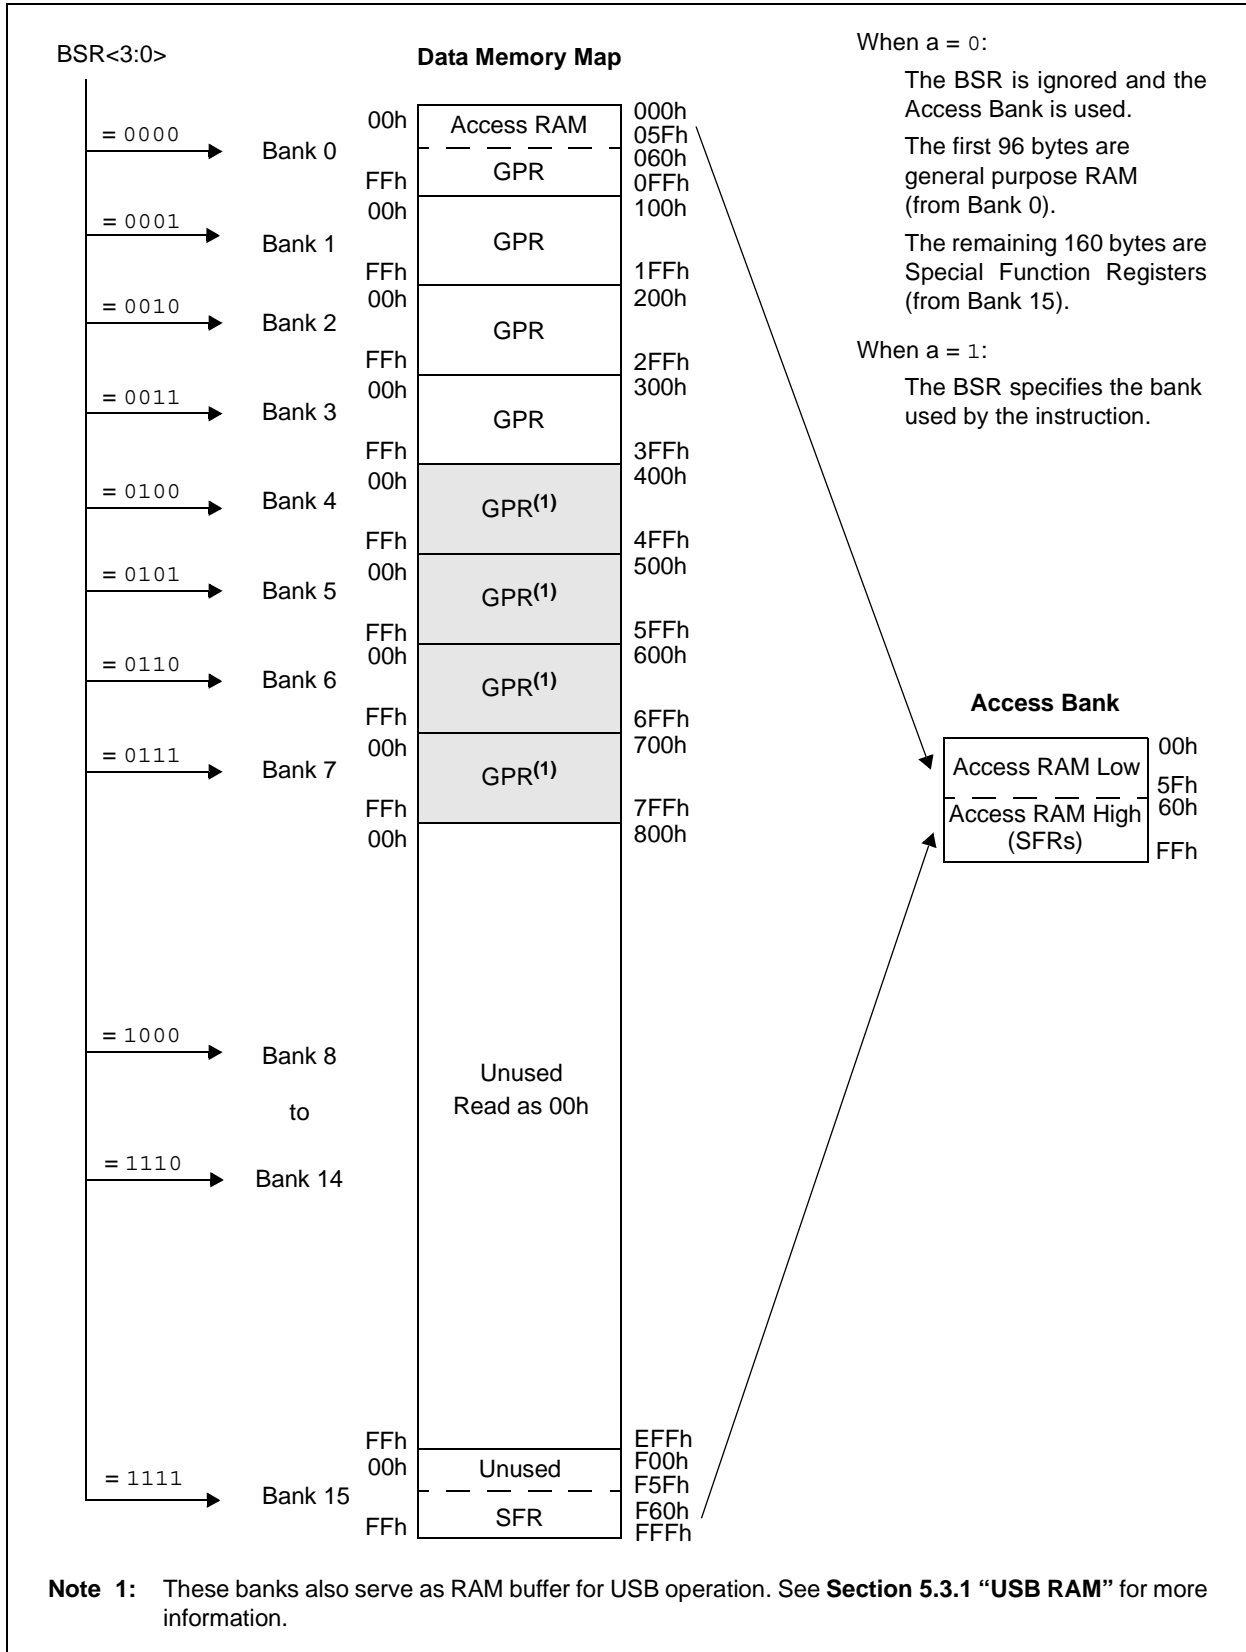 BSR<3:0>
Data Memory Map
When a = 0:
The BSR is ignored and the
Access Bank is used.
The first 96 bytes are
general purpose RAM
(from Bank 0).
The remaining 160 bytes are
Special Function Registers
(from Bank 15).
When a = 1:
The BSR specifies the bank
used by the instruction.
= 0000
Bank 0
00h
Access RAM
000h
05Fh
060h
GPR
FFh
0FFh
= 0001
Bank 1
00h
100h
GPR
FFh
1FFh
= 0010
Bank 2
00h
200h
GPR
FFh
2FFh
= 0011
Bank 3
00h
300h
GPR
FFh
3FFh
= 0100
Bank 4
00h
400h
GPR(1)
FFh
4FFh
= 0101
Bank 5
00h
500h
GPR(1)
FFh
5FFh
= 0110
Bank 6
00h
600h
GPR(1)
FFh
6FFh
= 0111
Bank 7
00h
700h
GPR(1)
FFh
7FFh
00h
800h
Access Bank
Access RAM Low
00h
5Fh
Access RAM High
(SFRs)
60h
FFh
= 1000
Bank 8
to
= 1110
Bank 14
Unused
Read as 00h
FFh
EFFh
= 1111
Bank 15
00h
Unused
F00h
F5Fh
SFR
F60h
FFh
FFFh
Note 1: These banks also serve as RAM buffer for USB operation. See Section 5.3.1 “USB RAM” for more
information.